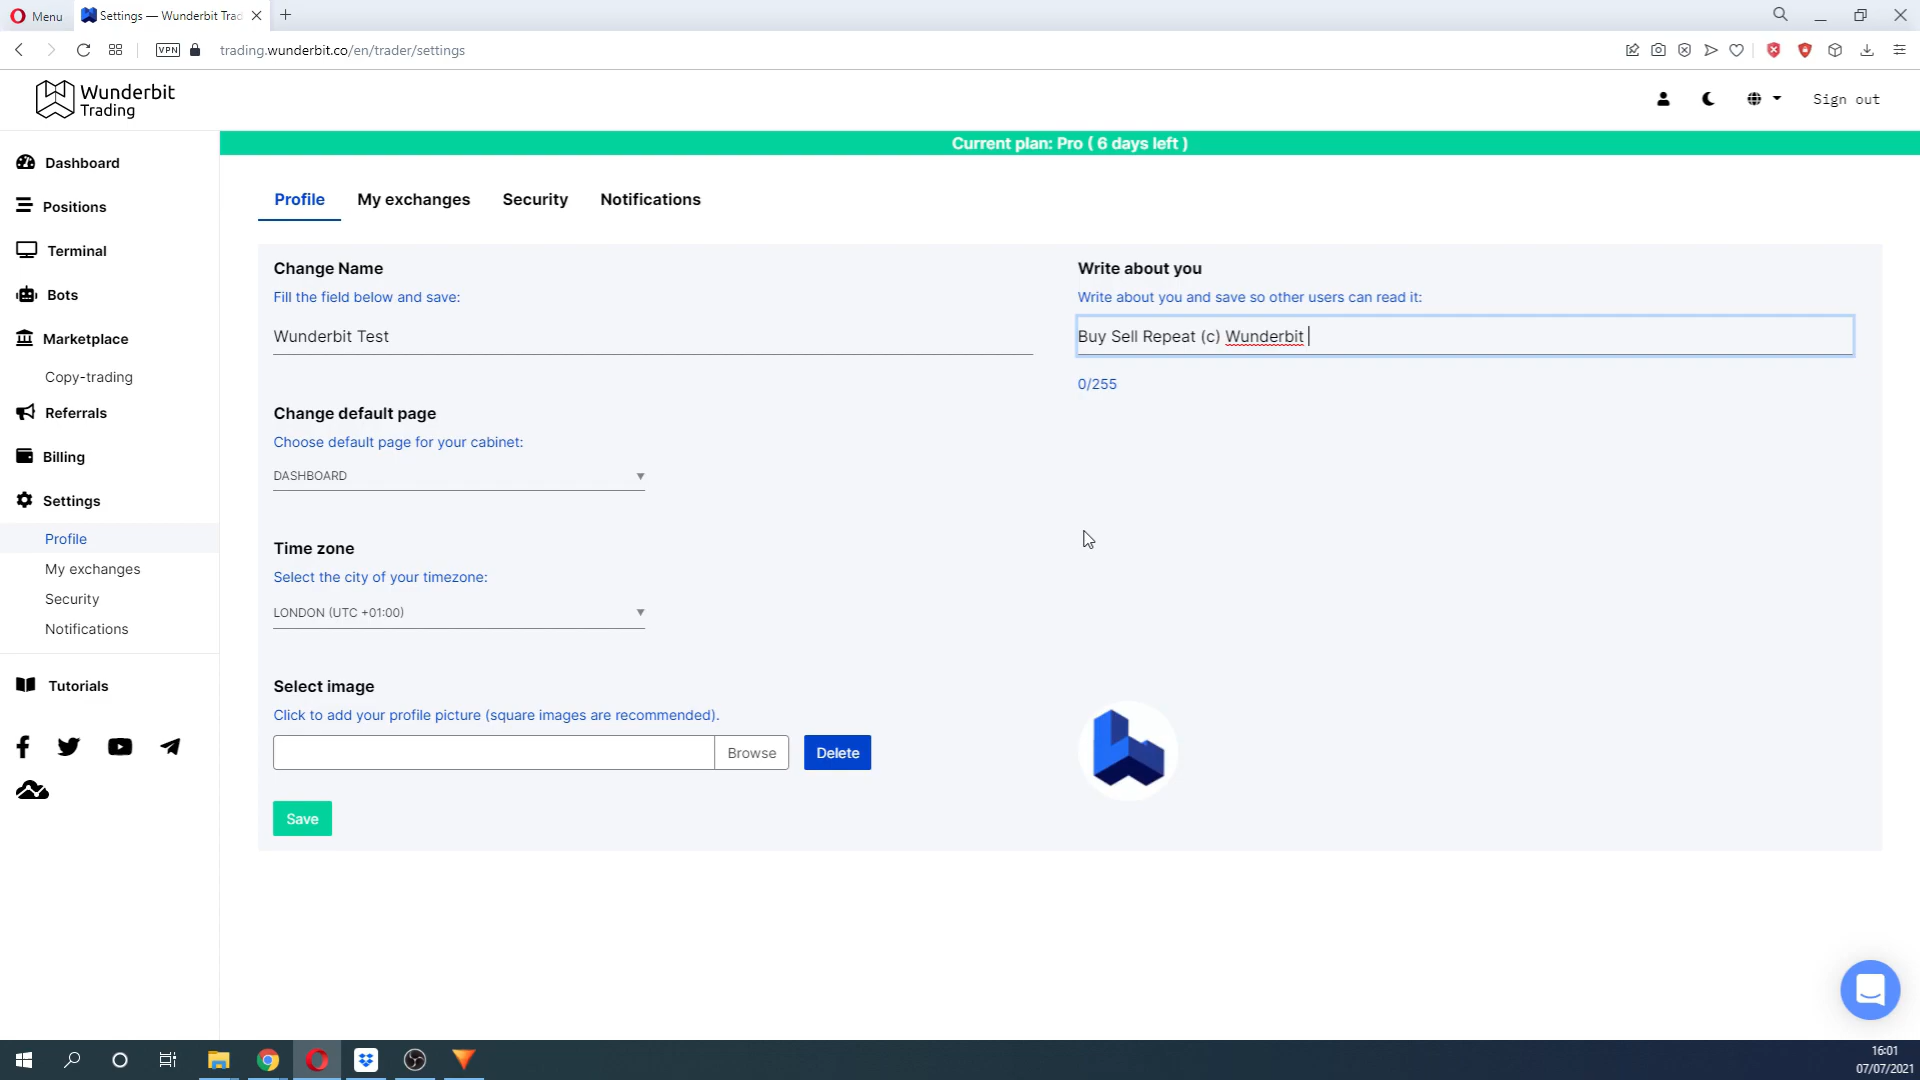 Menu
Settings — Wunderbit Trad
VPN
trading.wunderbit.co/en/trader/settings
Wunderbit
Trading
Sign out
Current plan: Pro ( 6 days left )
Dashboard
Positions
Terminal
Bots
Marketplace
Copy-trading
Referrals
Billing
Settings
Profile
My exchanges
Security
Notifications
Tutorials
Profile
My exchanges
Security
Notifications
Change Name
Fill the field below and save:
Wunderbit Test
Write about you
Write about you and save so other users can read it:
Buy Sell Repeat (c) Wunderbit
0/255
Change default page
Choose default page for your cabinet:
DASHBOARD
Time zone
Select the city of your timezone:
LONDON (UTC +01:00)
Select image
Click to add your profile picture (square images are recommended).
Browse
Delete
Save
16:01
07/07/2021